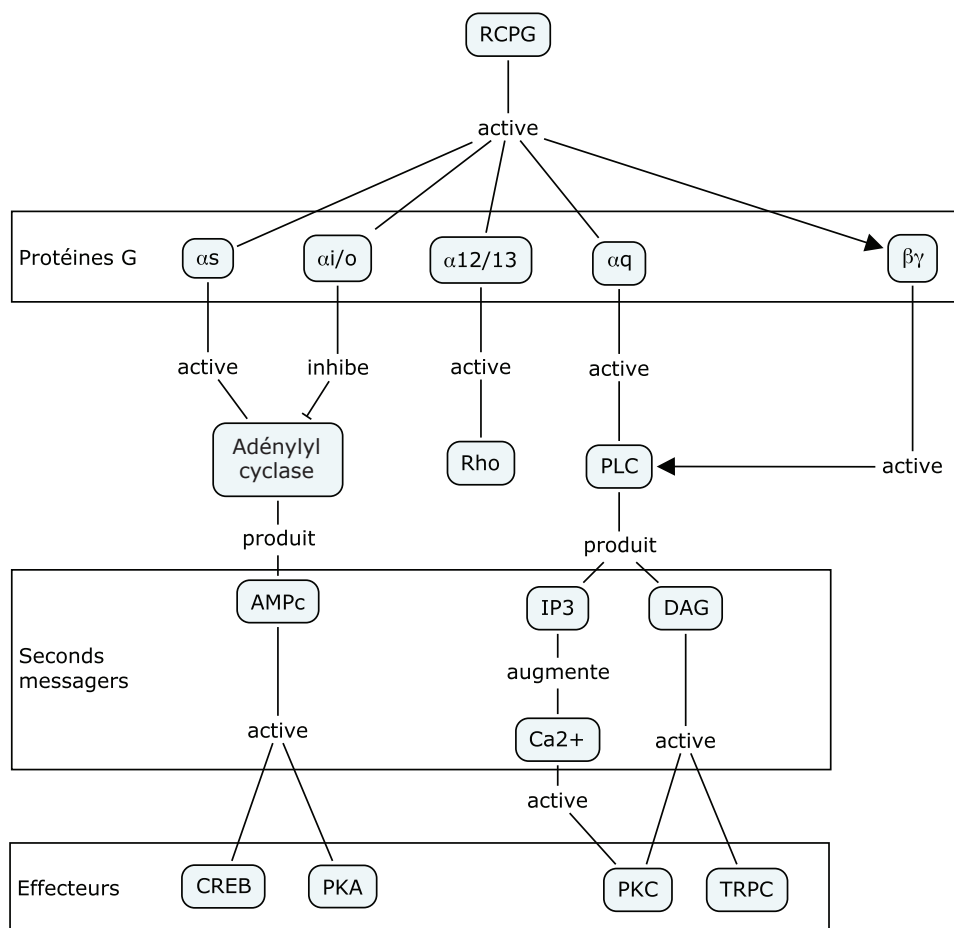 RCPG
active
Protéines G
αs
αi/o
α12/13
αq
βγ
active
inhibe
active
active
Adénylyl
cyclase
Rho
PLC
active
produit
produit
AMPc
IP3
DAG
Seconds
messagers
augmente
active
Ca2+
active
active
Effecteurs
CREB
PKA
PKC
TRPC